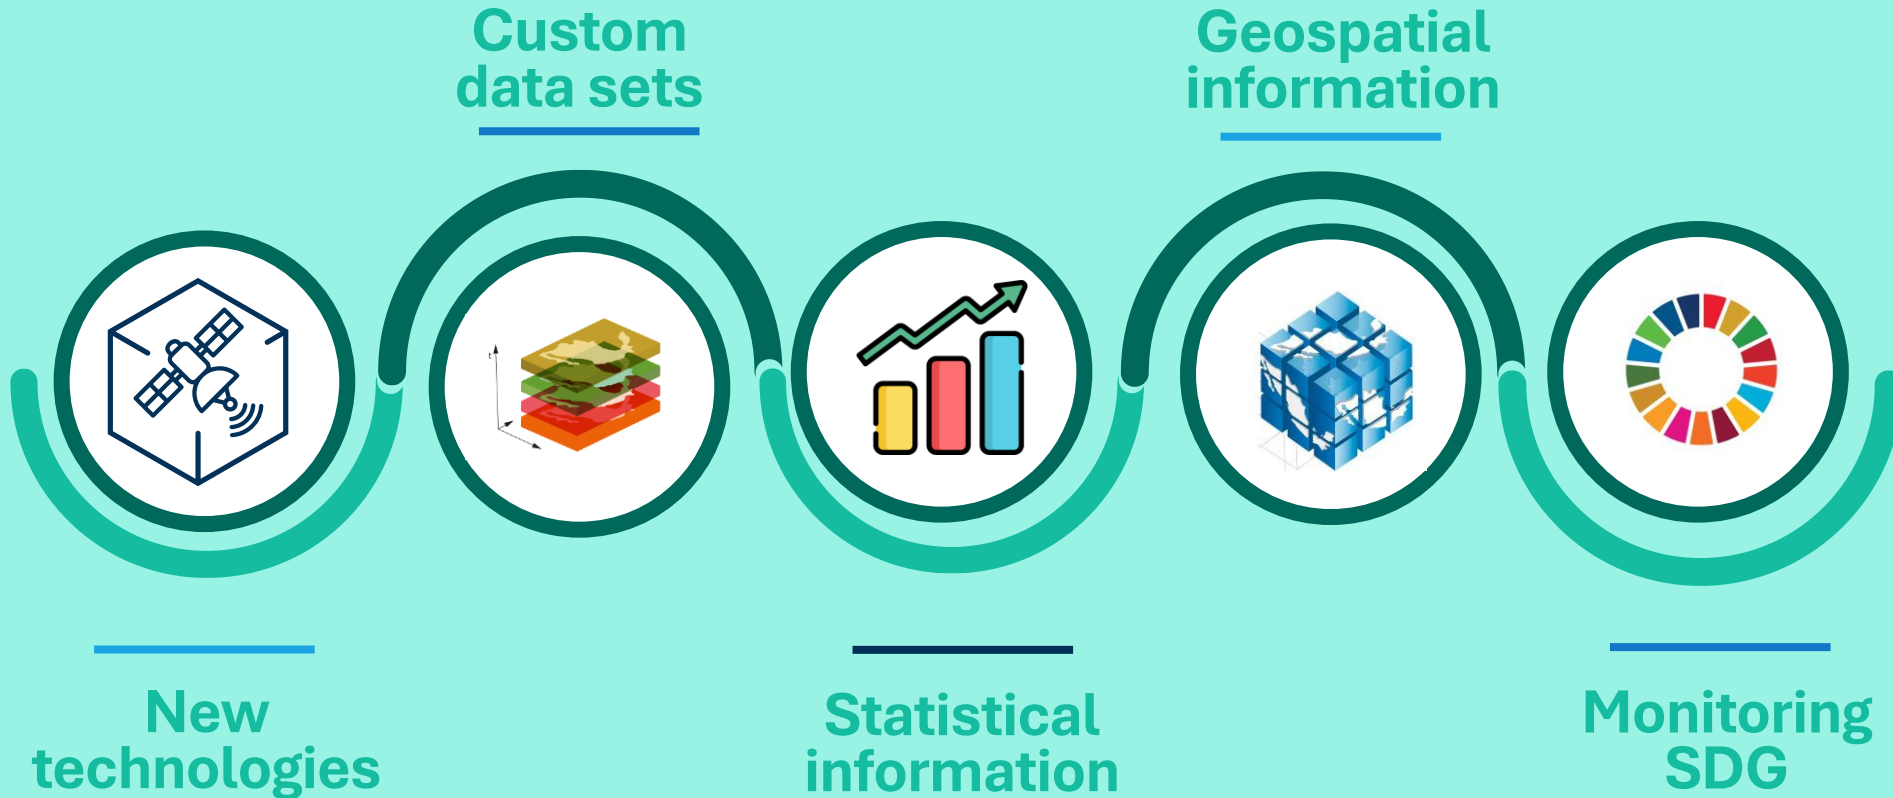 Custom
data sets
Geospatial
information
t
New
technologies
Statistical
information
Monitoring
SDG